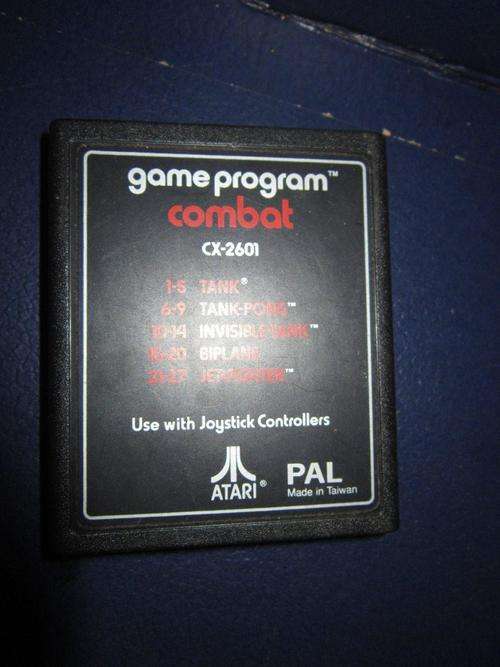 game program™
combat
CX-2601
1-5 TANK®
6-9 TANK-PONG™
10-14 INVISIBLE TANK™
15-20 BIPLANE
21-27 JET-FIGHTER™
Use with Joystick Controllers
ATARI®
PAL
Made in Taiwan